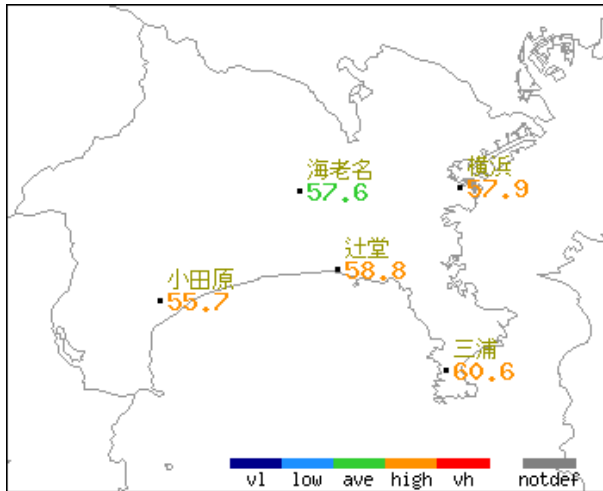 海老名
57.6
横浜
57.9
辻堂
58.8
小田原
55.7
三浦
60.6
vl low ave high vh notdef